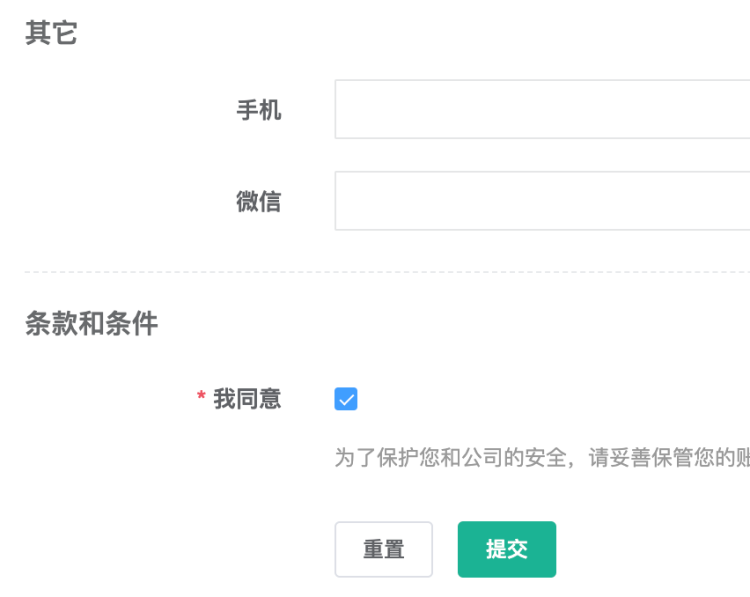 其它
手机
微信
条款和条件
* 我同意
为了保护您和公司的安全，请妥善保管您的账
重置
提交